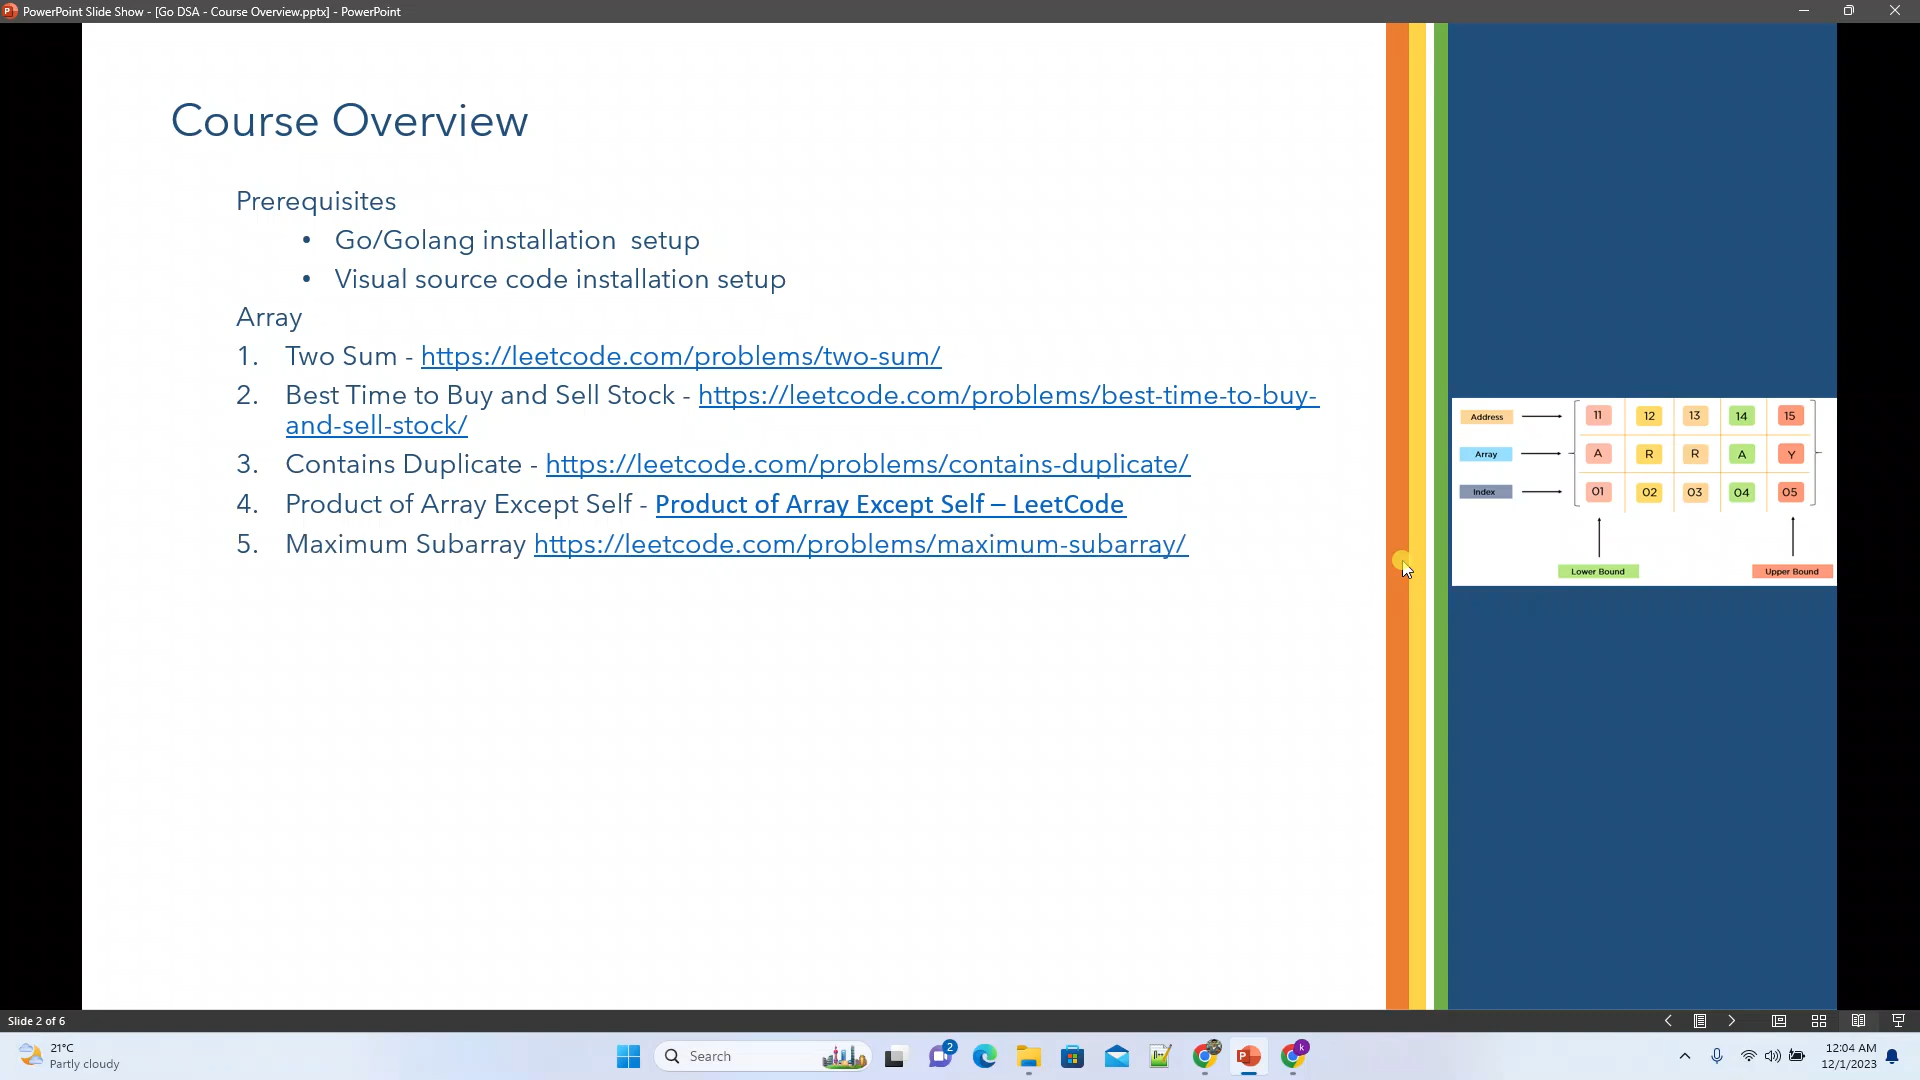 PowerPoint Slide Show - [Go DSA - Course Overview.pptx] - PowerPoint
Course Overview
Prerequisites
• Go/Golang installation  setup
• Visual source code installation setup
Array
1. Two Sum - https://leetcode.com/problems/two-sum/
2. Best Time to Buy and Sell Stock - https://leetcode.com/problems/best-time-to-buy-
and-sell-stock/
3. Contains Duplicate - https://leetcode.com/problems/contains-duplicate/
4. Product of Array Except Self - Product of Array Except Self – LeetCode
5. Maximum Subarray https://leetcode.com/problems/maximum-subarray/
Address 11 12 13 14 15
Array A R R A Y
Index 01 02 03 04 05
Lower Bound Upper Bound
Slide 2 of 6
21°C
Partly cloudy
Search
2
k
12:04 AM
12/1/2023